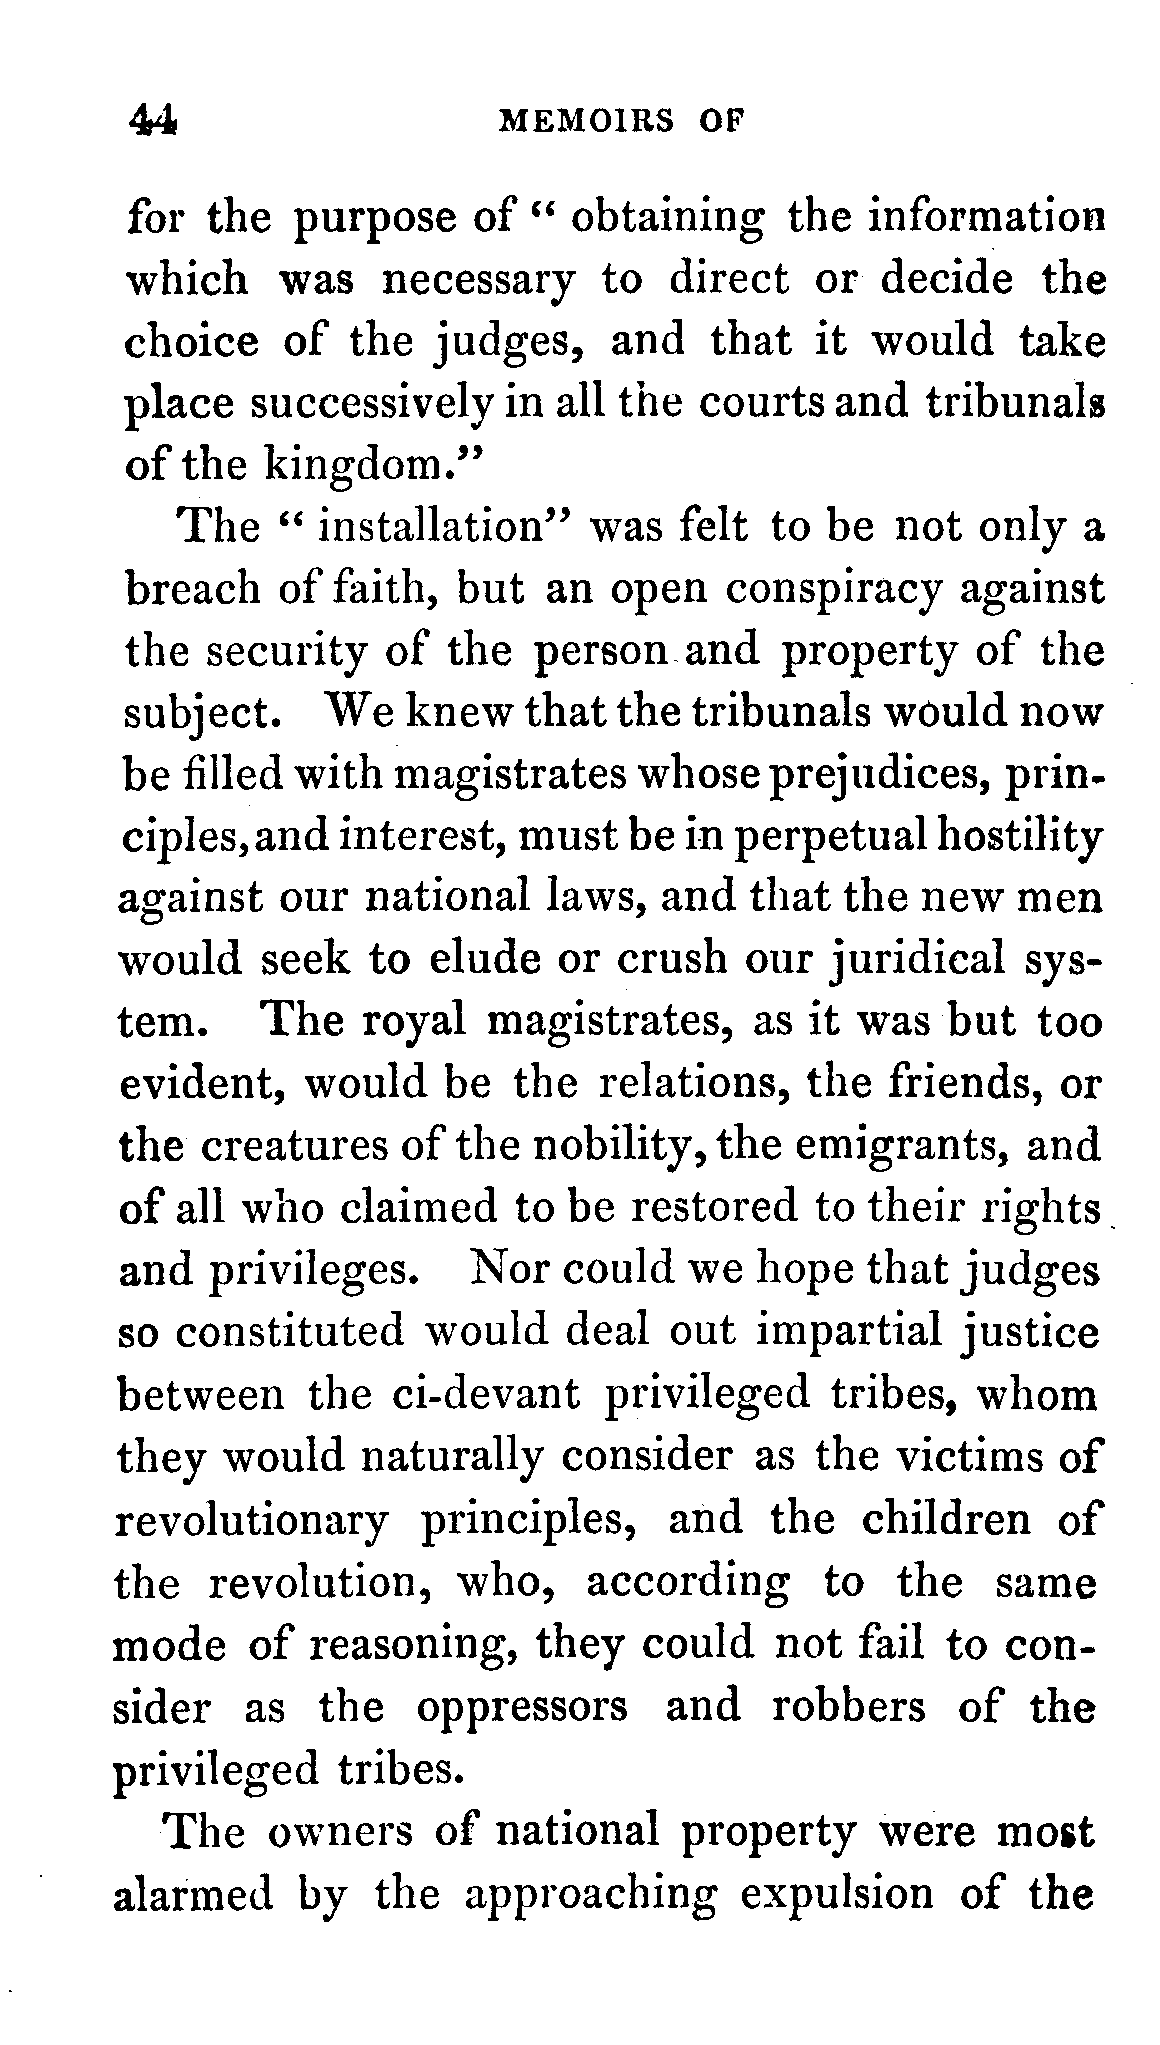 44 MEMOIRS OF
for the purpose of “ obtaining the information
which was necessary to direct or decide the
choice of the judges, and that it would take
place successively in all the courts and tribunals
of the kingdom.”
The “ installation” was felt to be not only a
breach of faith, but an open conspiracy against
the security of the person and property of the
subject. We knew that the tribunals would now
be filled with magistrates whose prejudices, prin-
ciples, and interest, must be in perpetual hostility
against our national laws, and that the new men
would seek to elude or crush our juridical sys-
tem. The royal magistrates, as it was but too
evident, would be the relations, the friends, or
the creatures of the nobility, the emigrants, and
of all who claimed to be restored to their rights
and privileges. Nor could we hope that judges
so constituted would deal out impartial justice
between the ci-devant privileged tribes, whom
they would naturally consider as the victims of
revolutionary principles, and the children of
the revolution, who, according to the same
mode of reasoning, they could not fail to con-
sider as the oppressors and robbers of the
privileged tribes.
The owners of national property were most
alarmed by the approaching expulsion of the